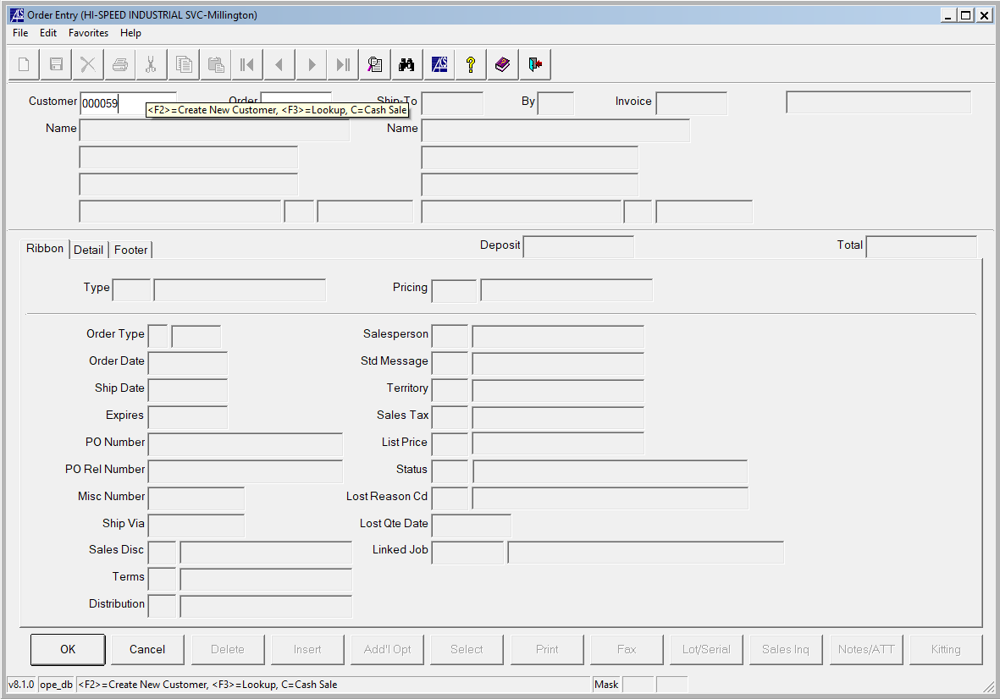 Order Entry (HI-SPEED INDUSTRIAL SVC-Millington)
File Edit Favorites Help
Customer 000059 Order Ship-To By Invoice
<F2>=Create New Customer, <F3>=Lookup, C=Cash Sale
Name Name
Ribbon Detail Footer Deposit Total
Type Pricing
Order Type Salesperson
Order Date Std Message
Ship Date Territory
Expires Sales Tax
PO Number List Price
PO Rel Number Status
Misc Number Lost Reason Cd
Ship Via Lost Qte Date
Sales Disc Linked Job
Terms
Distribution
OK Cancel Delete Insert Add'l Opt Select Print Fax Lot/Serial Sales Inq Notes/ATT Kitting
v8.1.0 ope_db <F2>=Create New Customer, <F3>=Lookup, C=Cash Sale Mask